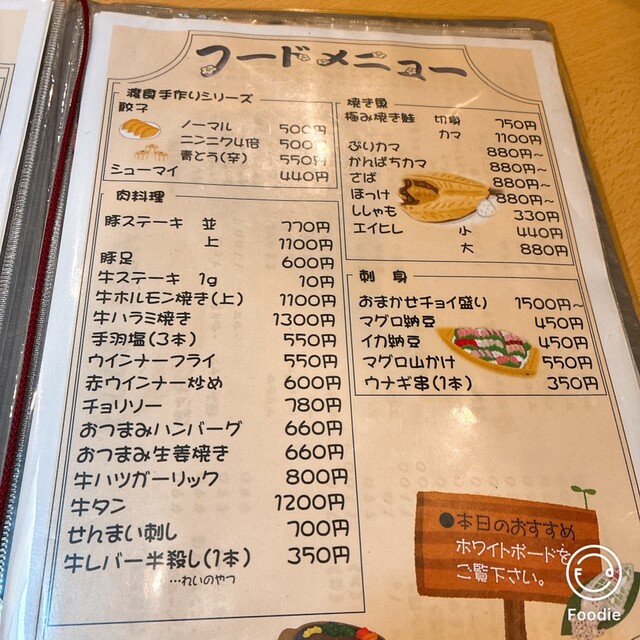 フードメニュー
渡食手作りシリーズ
餃子
ノーマル 500円
ニンニク4倍 500
青とう(辛) 550円
シューマイ 440円
肉料理
豚ステーキ 並 770円
上 1100円
豚足 600円
牛ステーキ 1g 10円
牛ホルモン焼き(上) 1100円
牛ハラミ焼き 1300円
手羽塩(3本) 550円
ウインナーフライ 550円
赤ウインナー炒め 600円
チョリソー 780円
おつまみハンバーグ 660円
おつまみ生姜焼き 660円
牛ハツガーリック 800円
牛タン 1200円
せんまい刺し 700円
牛レバー半殺し(1本) 350円
…れいのやつ
焼き魚
極み焼き鮭 切身 750円
カマ 1100円
ぶりカマ 880円~
かんぱちカマ 880円~
さば 880円~
ほっけ 880円~
ししゃも 330円
エイヒレ 小 440円
大 880円
刺身
おまかせチョイ盛り 1500円~
マグロ納豆 450円
イカ納豆 450円
マグロ山かけ 550円
ウナギ串(1本) 350円
●本日のおすすめ
ホワイトボードを
ご覧下さい。
Foodie